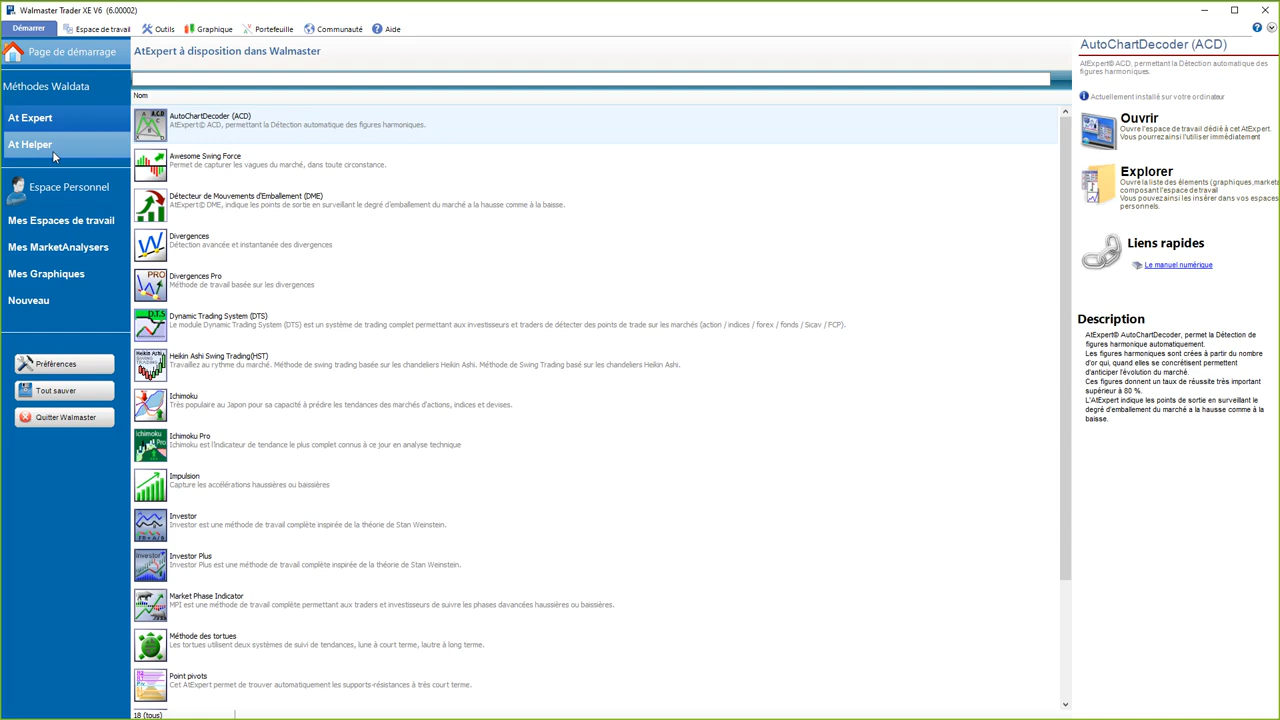 Walmaster Trader XE V6 (6.00002)
Démarrer
Espace de travail
Outils
Graphique
Portefeuille
Communauté
Aide
Page de démarrage
Méthodes Waldata
At Expert
At Helper
Espace Personnel
Mes Espaces de travail
Mes MarketAnalysers
Mes Graphiques
Nouveau
Préférences
Tout sauver
Quitter Walmaster
AtExpert à disposition dans Walmaster
Nom
AutoChartDecoder (ACD)
AtExpert© ACD, permettant la Détection automatique des figures harmoniques.
Awesome Swing Force
Permet de capturer les vagues du marché, dans toute circonstance.
Détecteur de Mouvements d'Emballement (DME)
AtExpert© DME, indique les points de sortie en surveillant le degré d'emballement du marché a la hausse comme à la baisse.
Divergences
Détection avancée et instantanée des divergences
Divergences Pro
Méthode de travail basée sur les divergences
Dynamic Trading System (DTS)
Le module Dynamic Trading System (DTS) est un système de trading complet permettant aux investisseurs et traders de détecter des points de trade sur les marchés (action / indices / forex / fonds / Sicav / FCP).
Heikin Ashi Swing Trading(HST)
Travaillez au rythme du marché. Méthode de swing trading basée sur les chandeliers Heikin Ashi. Méthode de Swing Trading basé sur les chandeliers Heikin Ashi.
Ichimoku
Très populaire au Japon pour sa capacité à prédire les tendances des marchés d'actions, indices et devises.
Ichimoku Pro
Ichimoku est l'indicateur de tendance le plus complet connus à ce jour en analyse technique
Impulsion
Capture les accélérations haussières ou baissières
Investor
Investor est une méthode de travail complète inspirée de la théorie de Stan Weinstein.
Investor Plus
Investor Plus est une méthode de travail complète inspirée de la théorie de Stan Weinstein.
Market Phase Indicator
MPI est une méthode de travail complète permettant aux traders et investisseurs de suivre les phases davancées haussières ou baissières.
Méthode des tortues
Les tortues utilisent deux systèmes de suivi de tendances, lune à court terme, lautre à long terme.
Point pivots
Cet AtExpert permet de trouver automatiquement les supports-résistances à très court terme.
18 (tous)
AutoChartDecoder (ACD)
AtExpert© ACD, permettant la Détection automatique des
figures harmoniques.
Actuellement installé sur votre ordinateur
Ouvrir
Ouvre l'espace de travail dédié à cet AtExpert.
Vous pourrez ainsi l'utiliser immédiatement
Explorer
Ouvre la liste des élements (graphiques, marketa
composant l'espace de travail
Vous pouvez ainsi les insérer dans vos espaces
personnels.
Liens rapides
Le manuel numérique
Description
AtExpert© AutoChartDecoder, permet la Détection de
figures harmonique automatiquement.
Les figures harmonique sont crées à partir du nombre
d'or qui, quand elles se concrétisent permettent
d'anticiper l'évolution du marché.
Ces figures donnent un taux de réussite très important
supérieur à 80 %.
L'AtExpert indique les points de sortie en surveillant le
degré d'emballement du marché a la hausse comme à la
baisse.